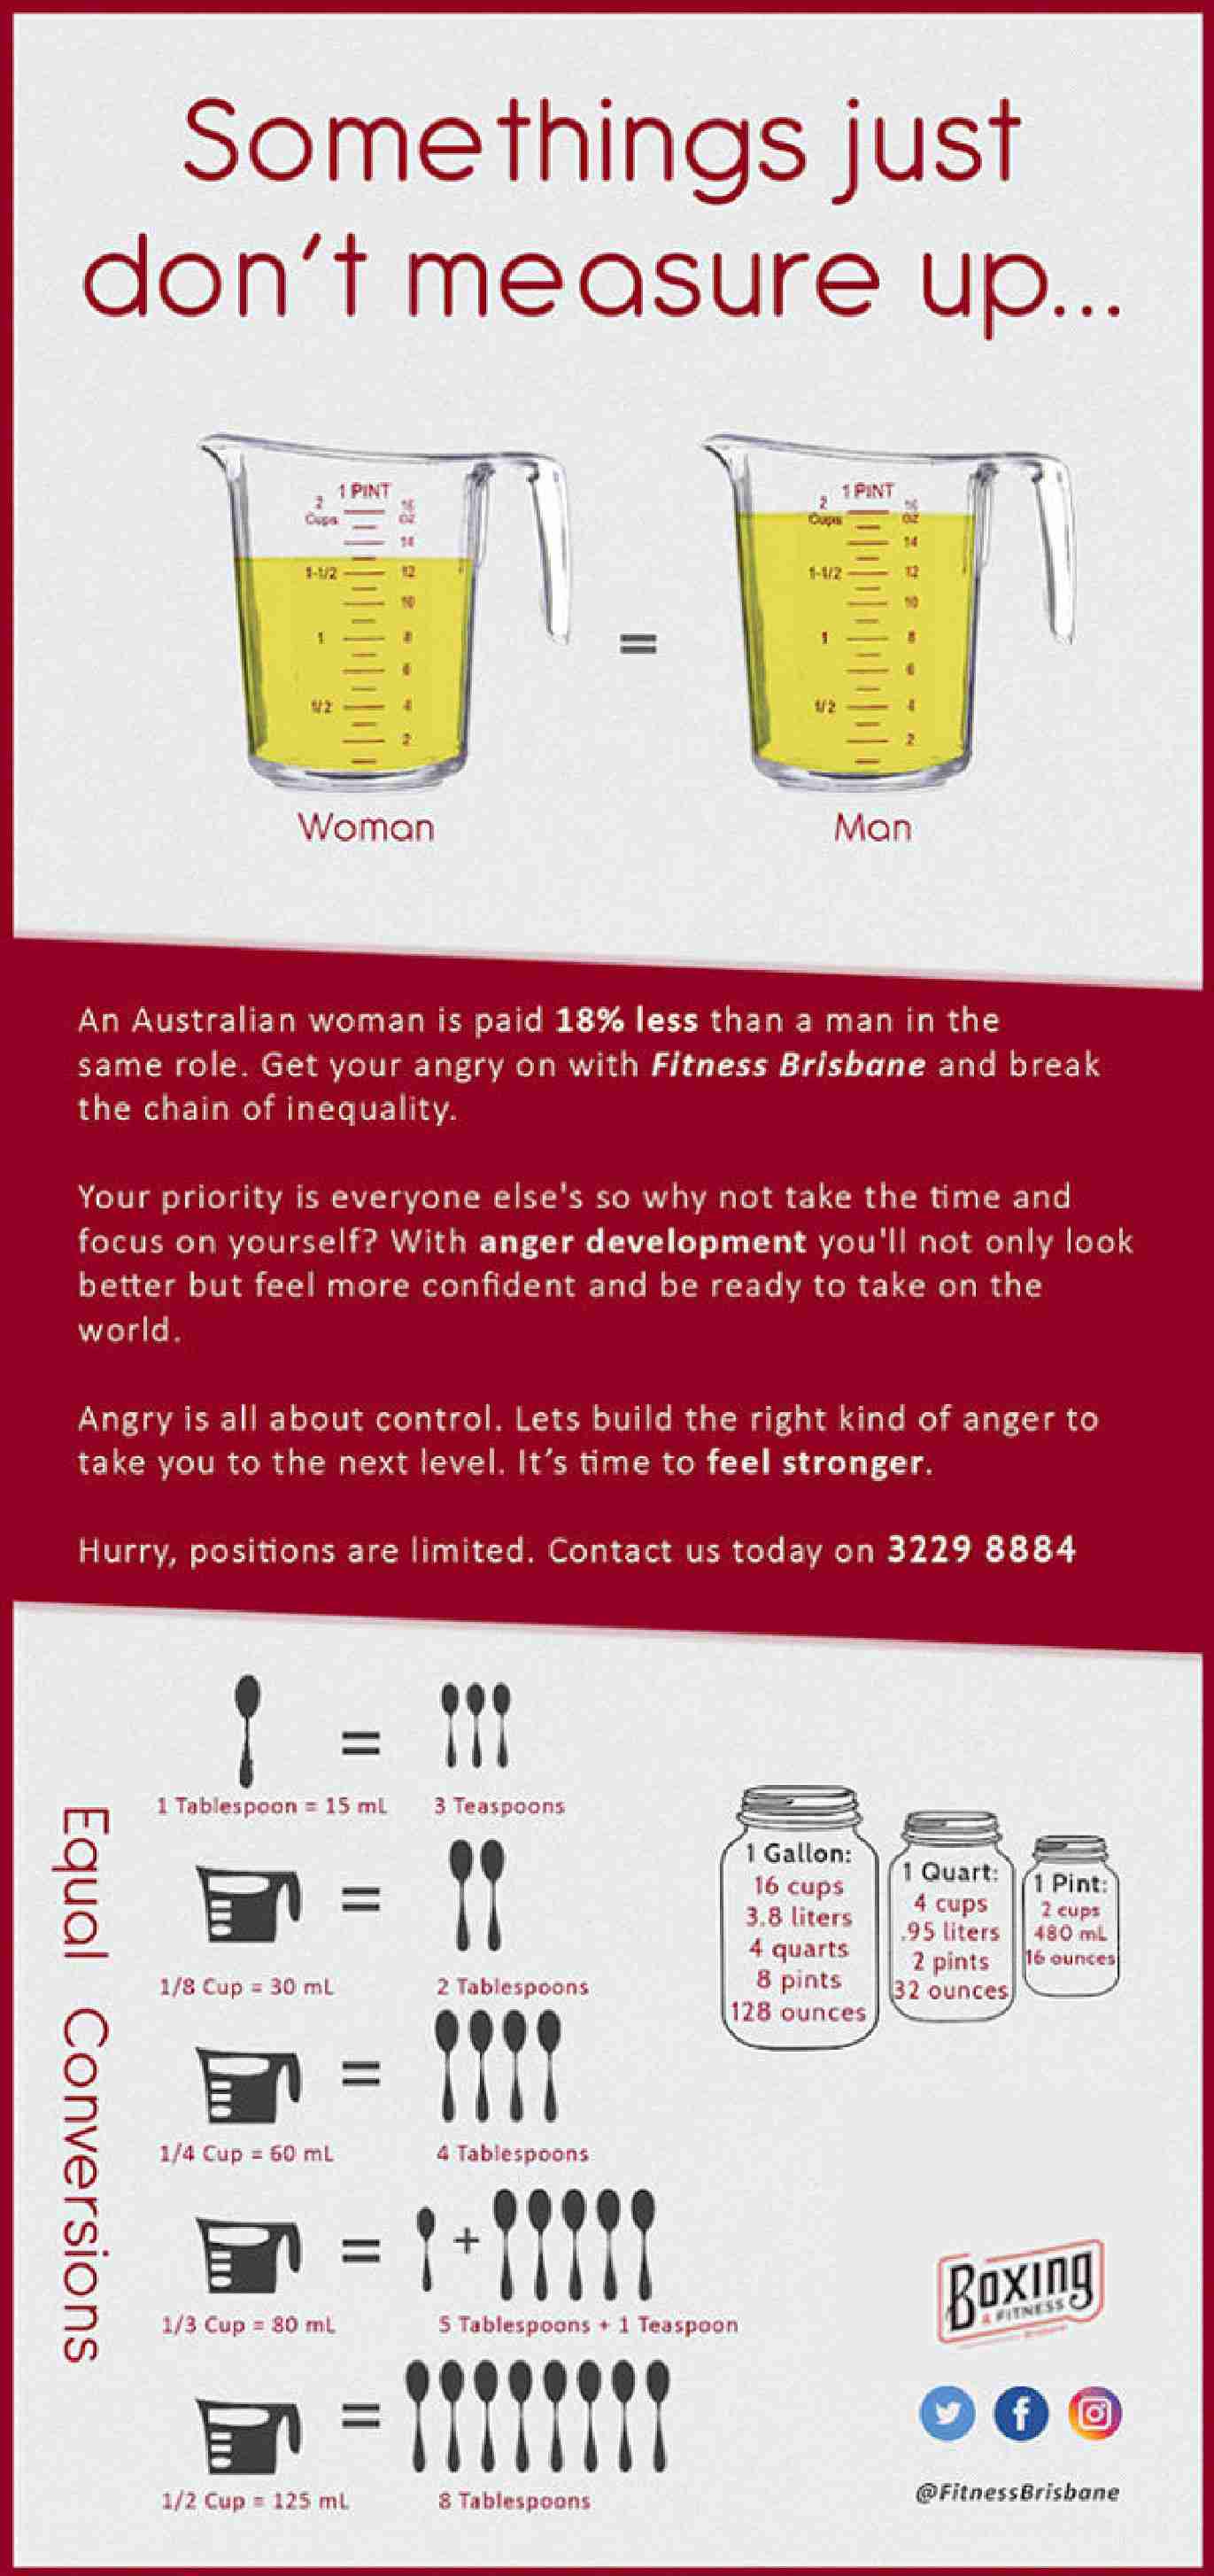 Some things just
don't measure up...
1 PINT
2
Cups
16
oz
14
1-1/2
12
10
1
8
6
1/2
4
2
1 PINT
2
Cups
16
oz
14
1-1/2
12
10
1
8
6
1/2
4
2
=
Woman
Man
An Australian woman is paid 18% less than a man in the
same role. Get your angry on with Fitness Brisbane and break
the chain of inequality.
Your priority is everyone else's so why not take the time and
focus on yourself? With anger development you'll not only look
better but feel more confident and be ready to take on the
world.
Angry is all about control. Lets build the right kind of anger to
take you to the next level. It's time to feel stronger.
Hurry, positions are limited. Contact us today on 3229 8884
Equal Conversions
=
1 Tablespoon = 15 mL
3 Teaspoons
=
1/8 Cup = 30 mL
2 Tablespoons
=
1/4 Cup = 60 mL
4 Tablespoons
= +
1/3 Cup = 80 mL
5 Tablespoons + 1 Teaspoon
=
1/2 Cup = 125 mL
8 Tablespoons
1 Gallon:
16 cups
3.8 liters
4 quarts
8 pints
128 ounces
1 Quart:
4 cups
.95 liters
2 pints
32 ounces
1 Pint:
2 cups
480 mL
16 ounces
Boxing
& FITNESS
@FitnessBrisbane